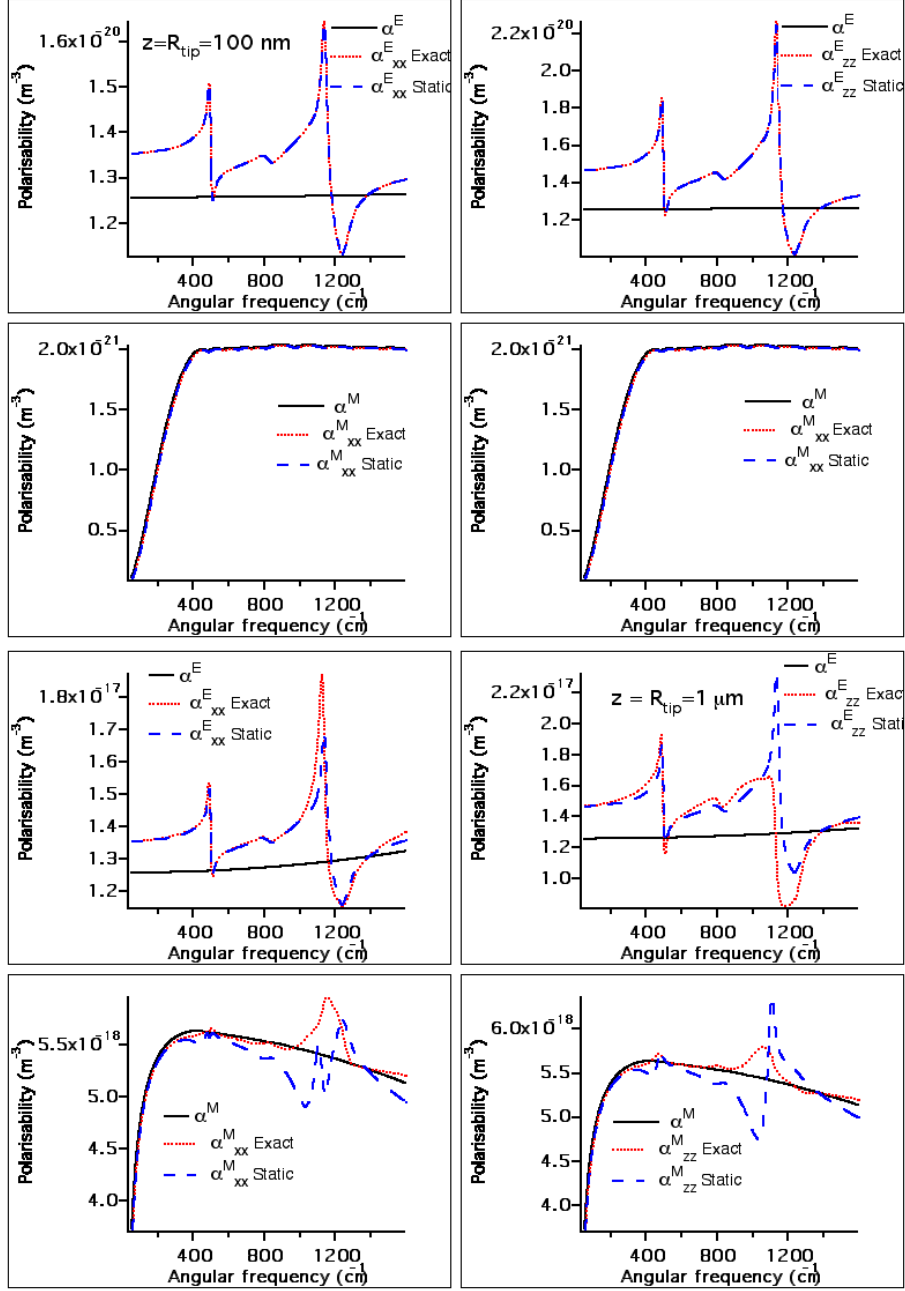 1.6x10⁻²⁰
1.5
1.4
1.3
1.2
400 800 1200
Polarisability (m⁻³)
Angular frequency (cm⁻¹)
z=R_tip=100 nm
α^E
α^E_xx Exact
α^E_xx Static
2.2x10⁻²⁰
2.0
1.8
1.6
1.4
1.2
400 800 1200
Polarisability (m⁻³)
Angular frequency (cm⁻¹)
α^E
α^E_zz Exact
α^E_zz Static
2.0x10⁻²¹
1.5
1.0
0.5
400 800 1200
Polarisability (m⁻³)
Angular frequency (cm⁻¹)
α^M
α^M_xx Exact
α^M_xx Static
2.0x10⁻²¹
1.5
1.0
0.5
400 800 1200
Polarisability (m⁻³)
Angular frequency (cm⁻¹)
α^M
α^M_xx Exact
α^M_xx Static
1.8x10⁻¹⁷
1.7
1.6
1.5
1.4
1.3
1.2
400 800 1200
Polarisability (m⁻³)
Angular frequency (cm⁻¹)
α^E
α^E_xx Exact
α^E_xx Static
2.2x10⁻¹⁷
2.0
1.8
1.6
1.4
1.2
1.0
400 800 1200
Polarisability (m⁻³)
Angular frequency (cm⁻¹)
z = R_tip=1 μm
α^E
α^E_zz Exact
α^E_zz Static
5.5x10⁻¹⁸
5.0
4.5
4.0
400 800 1200
Polarisability (m⁻³)
Angular frequency (cm⁻¹)
α^M
α^M_xx Exact
α^M_xx Static
6.0x10⁻¹⁸
5.5
5.0
4.5
4.0
400 800 1200
Polarisability (m⁻³)
Angular frequency (cm⁻¹)
α^M
α^M_zz Exact
α^M_zz Static